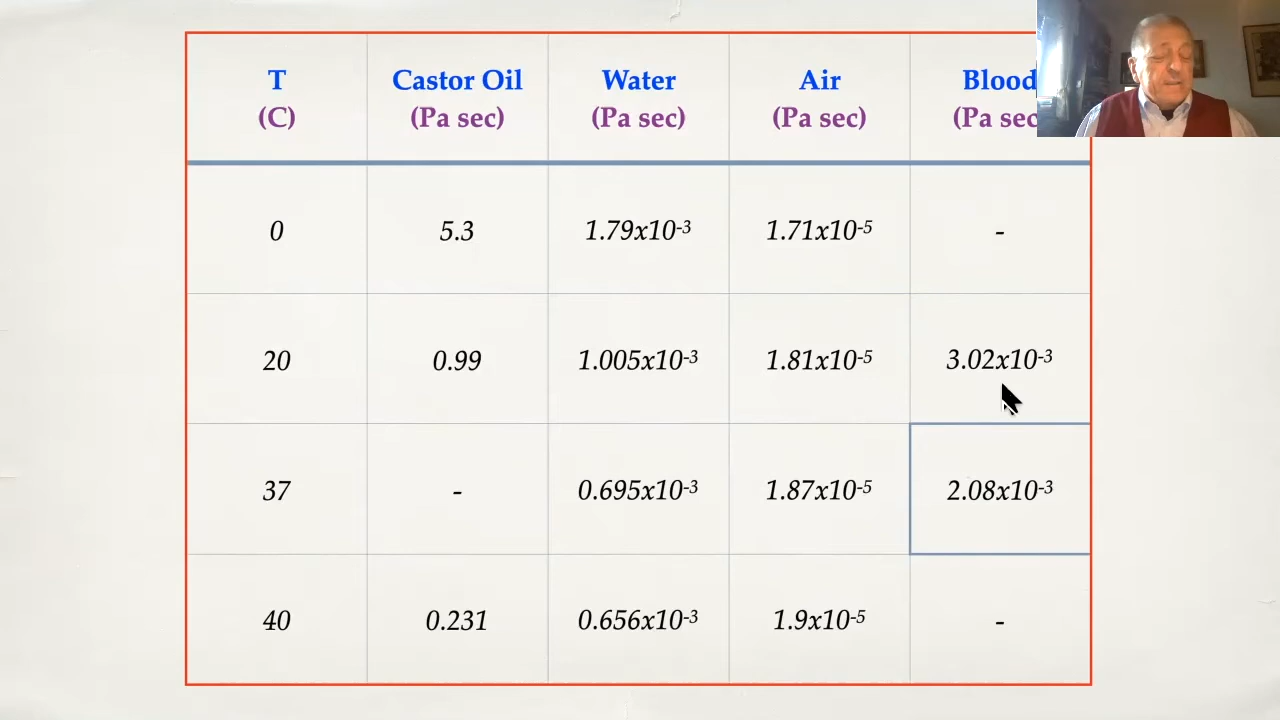 T Castor Oil Water Air Blood
(C) (Pa sec) (Pa sec) (Pa sec) (Pa sec
0 5.3 1.79x10-3 1.71x10-5 -
20 0.99 1.005x10-3 1.81x10-5 3.02x10-3
37 - 0.695x10-3 1.87x10-5 2.08x10-3
40 0.231 0.656x10-3 1.9x10-5 -